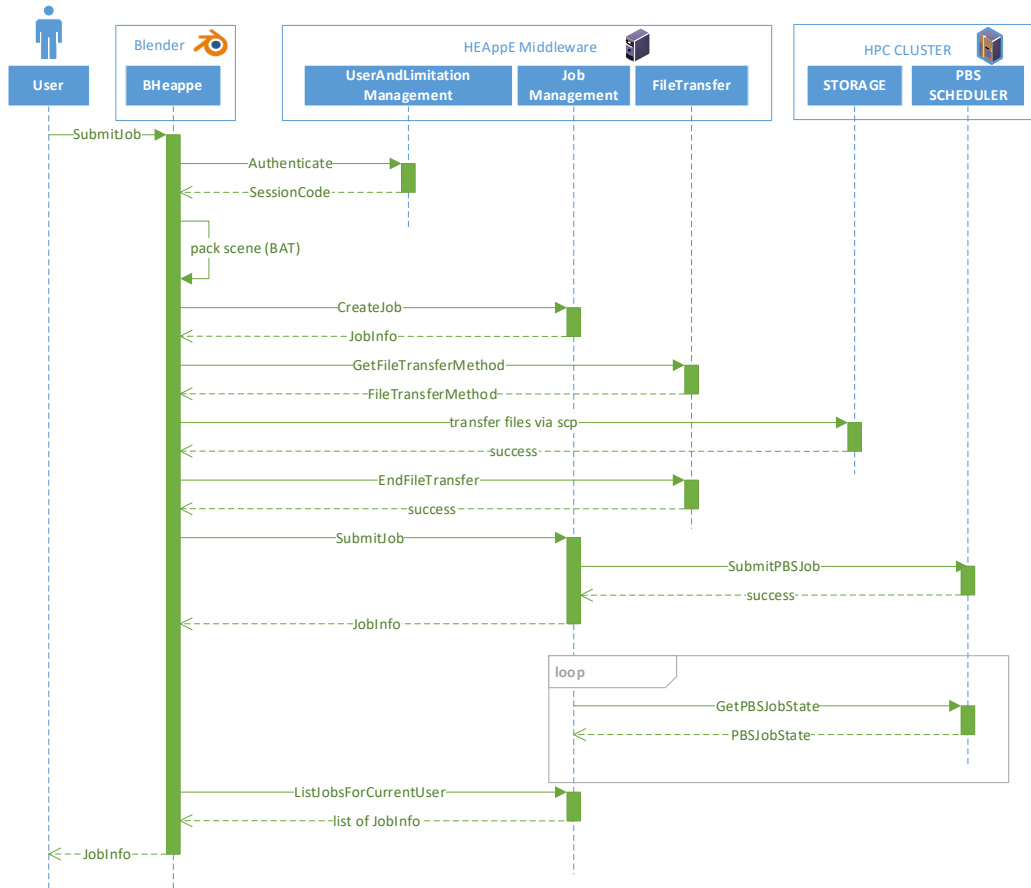 Blender
HEAppE Middleware
HPC CLUSTER
User
BHeappe
UserAndLimitation
Management
Job
Management
FileTransfer
STORAGE
PBS
SCHEDULER
SubmitJob
Authenticate
SessionCode
pack scene (BAT)
CreateJob
JobInfo
GetFileTransferMethod
FileTransferMethod
transfer files via scp
success
EndFileTransfer
success
SubmitJob
SubmitPBSJob
success
JobInfo
loop
GetPBSJobState
PBSJobState
ListJobsForCurrentUser
list of JobInfo
JobInfo